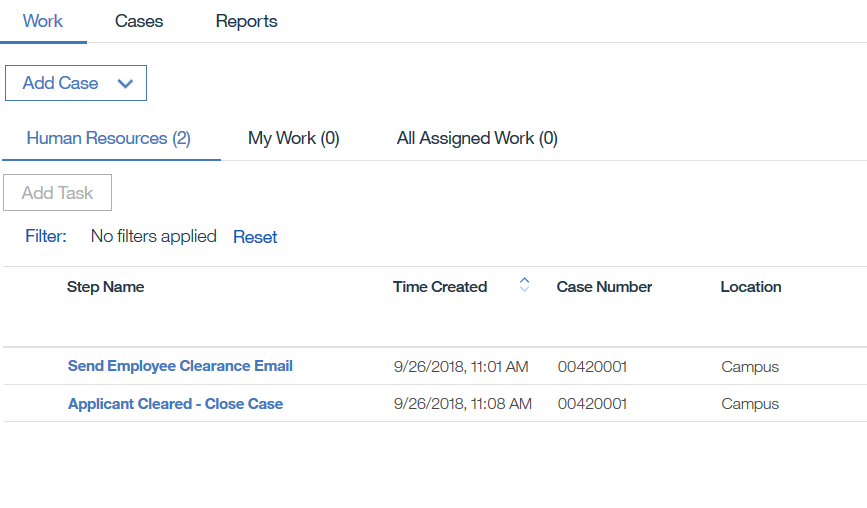 Work Cases Reports
Add Case
Human Resources (2) My Work (0) All Assigned Work (0)
Add Task
Filter: No filters applied Reset
Step Name Time Created Case Number Location
Send Employee Clearance Email 9/26/2018, 11:01 AM 00420001 Campus
Applicant Cleared - Close Case 9/26/2018, 11:08 AM 00420001 Campus